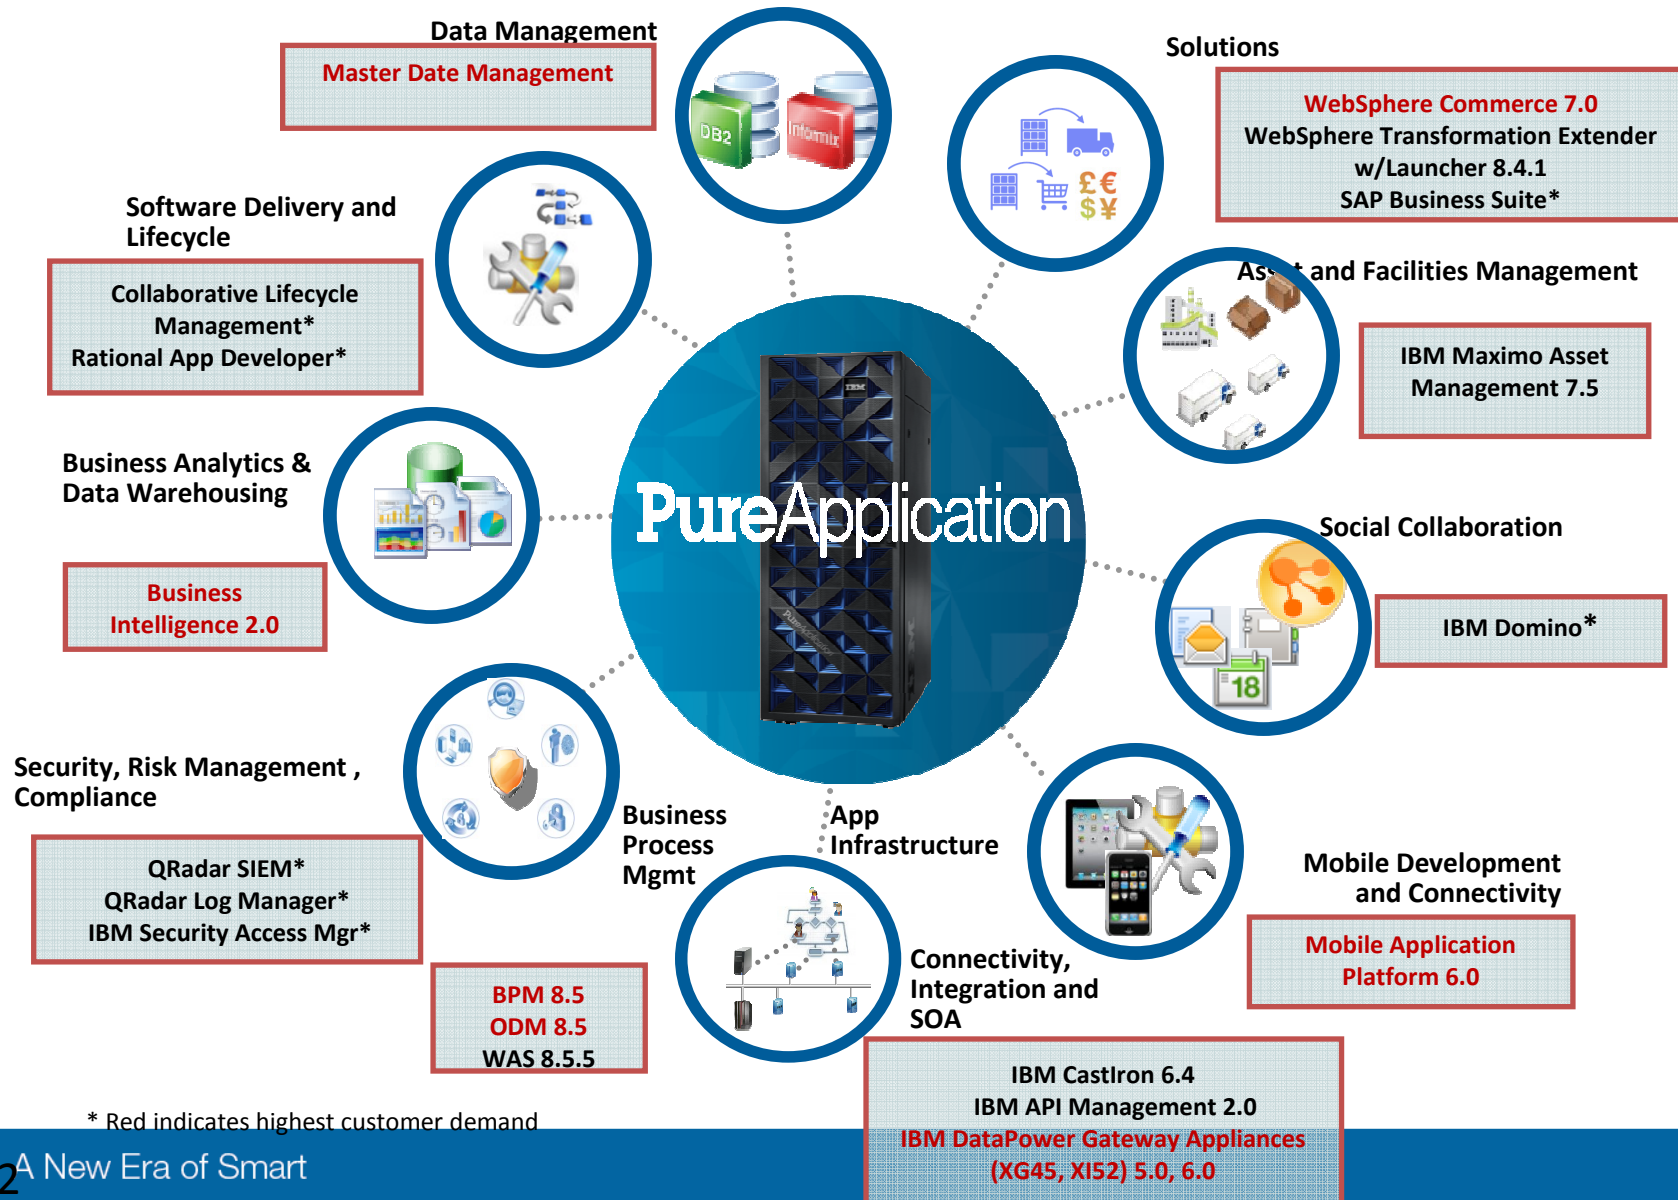 Data Management
Master Date Management
DB2
Informix
Solutions
WebSphere Commerce 7.0
WebSphere Transformation Extender
w/Launcher 8.4.1
SAP Business Suite*
£€
$¥
Software Delivery and
Lifecycle
Collaborative Lifecycle
Management*
Rational App Developer*
Asset and Facilities Management
IBM Maximo Asset
Management 7.5
Business Analytics &
Data Warehousing
Business
Intelligence 2.0
IBM
PureApplication
PureApplication
Social Collaboration
IBM Domino*
18
Security, Risk Management ,
Compliance
QRadar SIEM*
QRadar Log Manager*
IBM Security Access Mgr*
Business
Process
Mgmt
App
Infrastructure
BPM 8.5
ODM 8.5
WAS 8.5.5
Connectivity,
Integration and
SOA
IBM CastIron 6.4
IBM API Management 2.0
IBM DataPower Gateway Appliances
(XG45, XI52) 5.0, 6.0
Mobile Development
and Connectivity
Mobile Application
Platform 6.0
* Red indicates highest customer demand
2
A New Era of Smart